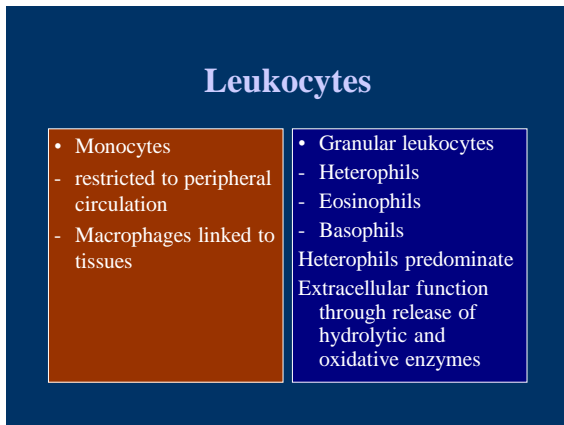 Leukocytes
• Monocytes
- restricted to peripheral
circulation
- Macrophages linked to
tissues
• Granular leukocytes
- Heterophils
- Eosinophils
- Basophils
Heterophils predominate
Extracellular function
through release of
hydrolytic and
oxidative enzymes